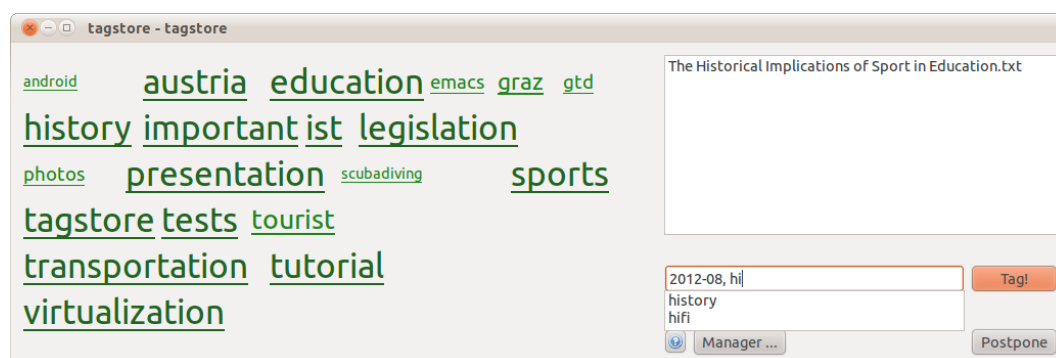 tagstore - tagstore
android austria education emacs graz gtd
history important ist legislation
photos presentation scubadiving sports
tagstore tests tourist
transportation tutorial
virtualization
The Historical Implications of Sport in Education.txt
2012-08, hi
Tag!
history
hifi
Manager ...
Postpone